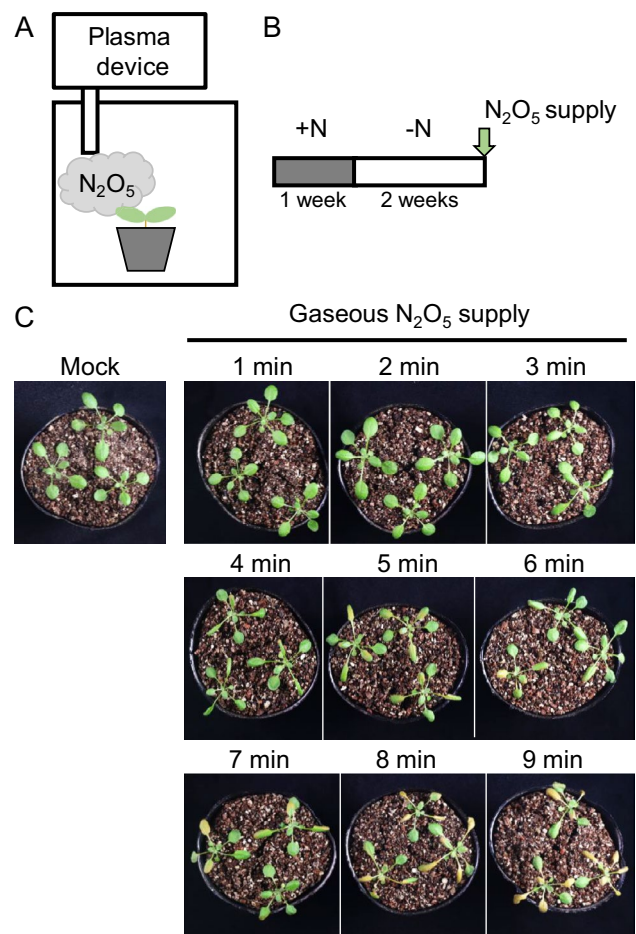 A
Plasma
device
N₂O₅
B
+N
-N
N₂O₅ supply
1 week
2 weeks
C
Gaseous N₂O₅ supply
Mock
1 min
2 min
3 min
4 min
5 min
6 min
7 min
8 min
9 min